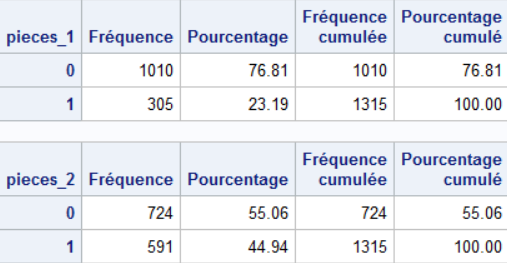 Fréquence Pourcentage
pieces_1 Fréquence Pourcentage cumulée cumulé
0 1010 76.81 1010 76.81
1 305 23.19 1315 100.00
Fréquence Pourcentage
pieces_2 Fréquence Pourcentage cumulée cumulé
0 724 55.06 724 55.06
1 591 44.94 1315 100.00